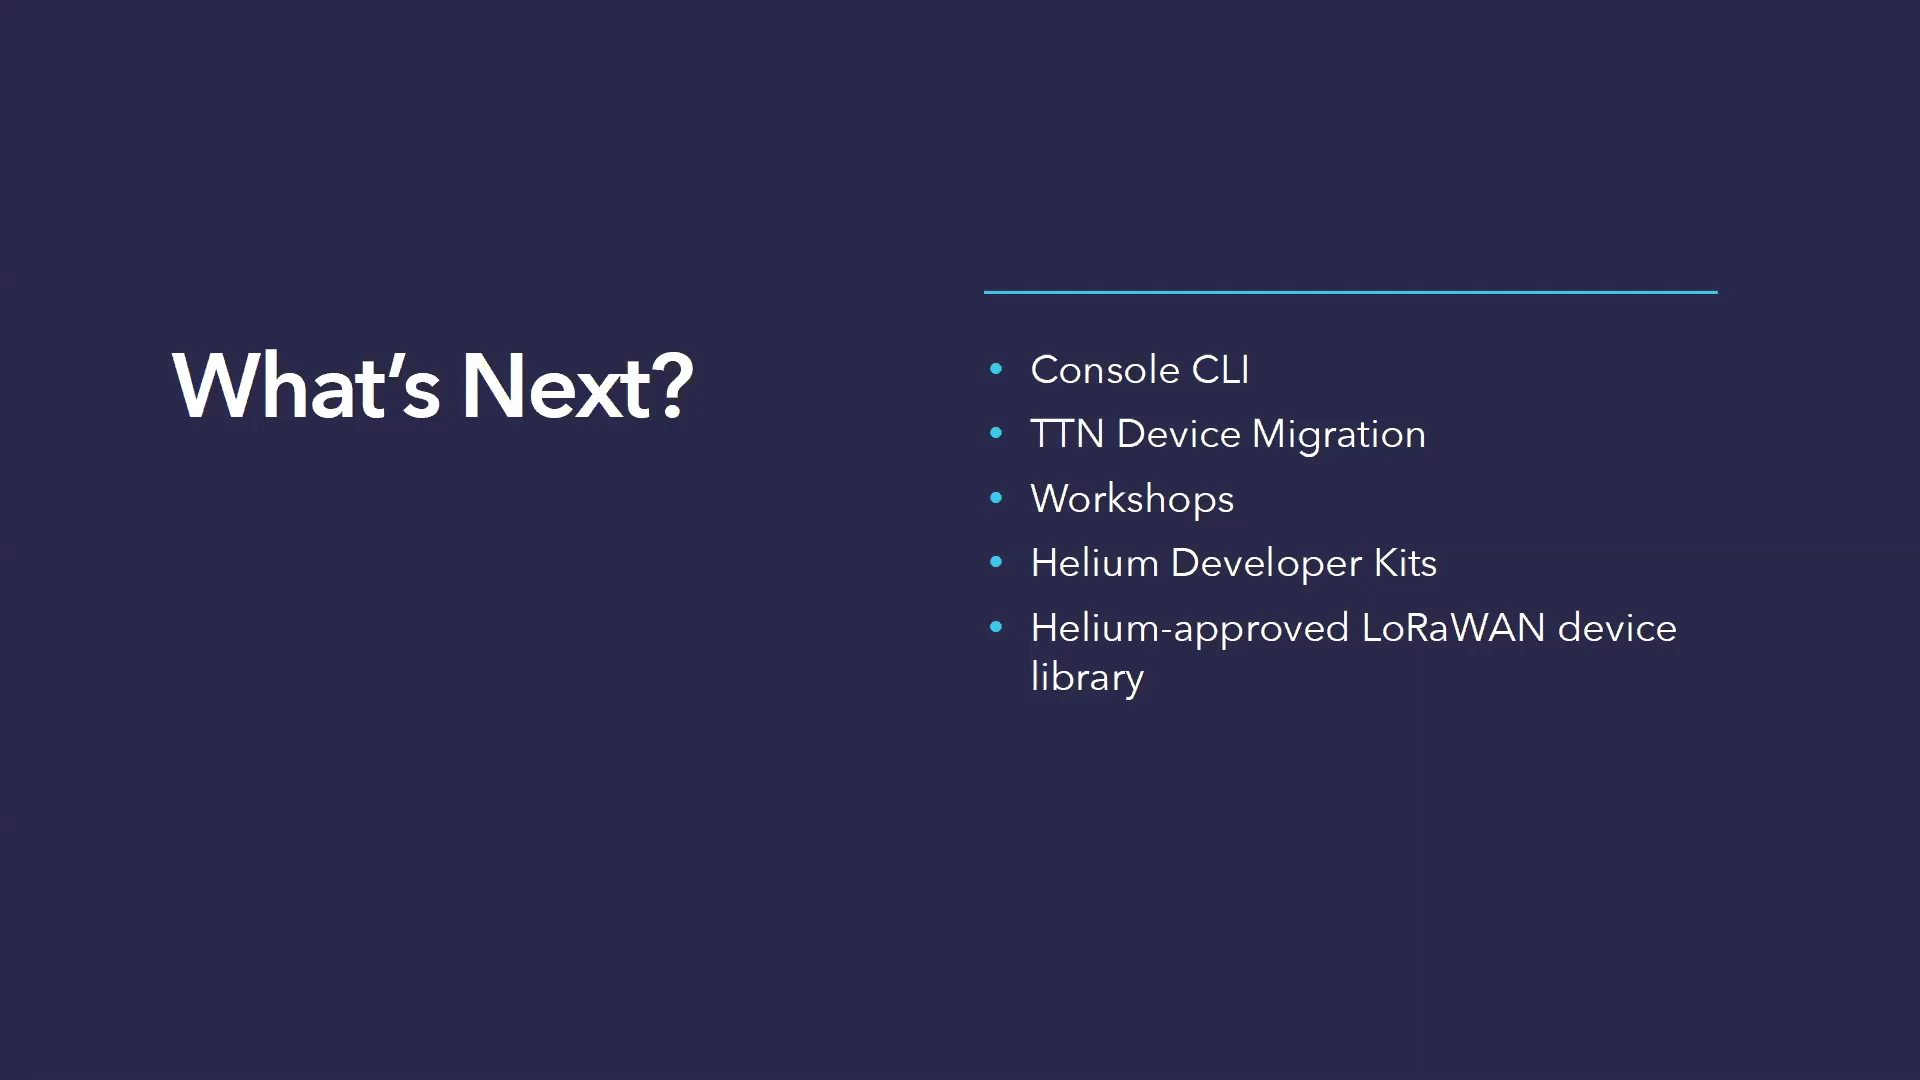 What's Next?
• Console CLI
• TTN Device Migration
• Workshops
• Helium Developer Kits
• Helium-approved LoRaWAN device
library